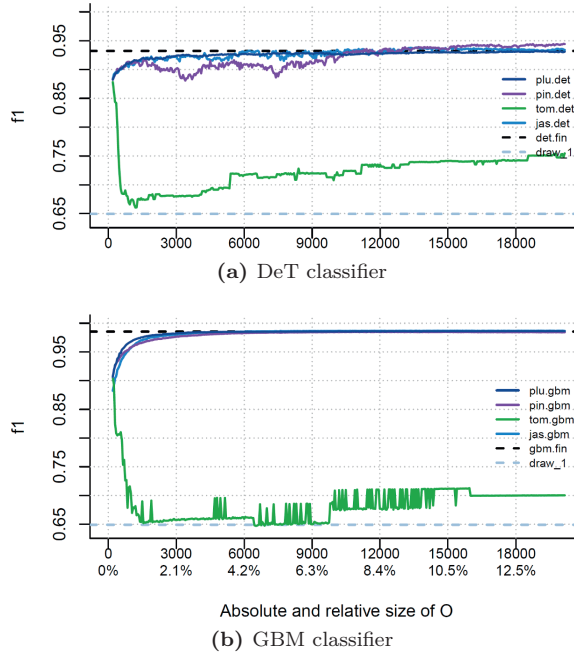 0.95
0.85
0.75
0.65
f1
plu.det
pin.det
tom.det
jas.det
det.fin
draw_1
0 3000 6000 9000 12000 15000 18000
(a) DeT classifier
0.95
0.85
0.75
0.65
f1
plu.gbm
pin.gbm
tom.gbm
jas.gbm
gbm.fin
draw_1
0 3000 6000 9000 12000 15000 18000
0% 2.1% 4.2% 6.3% 8.4% 10.5% 12.5%
Absolute and relative size of O
(b) GBM classifier